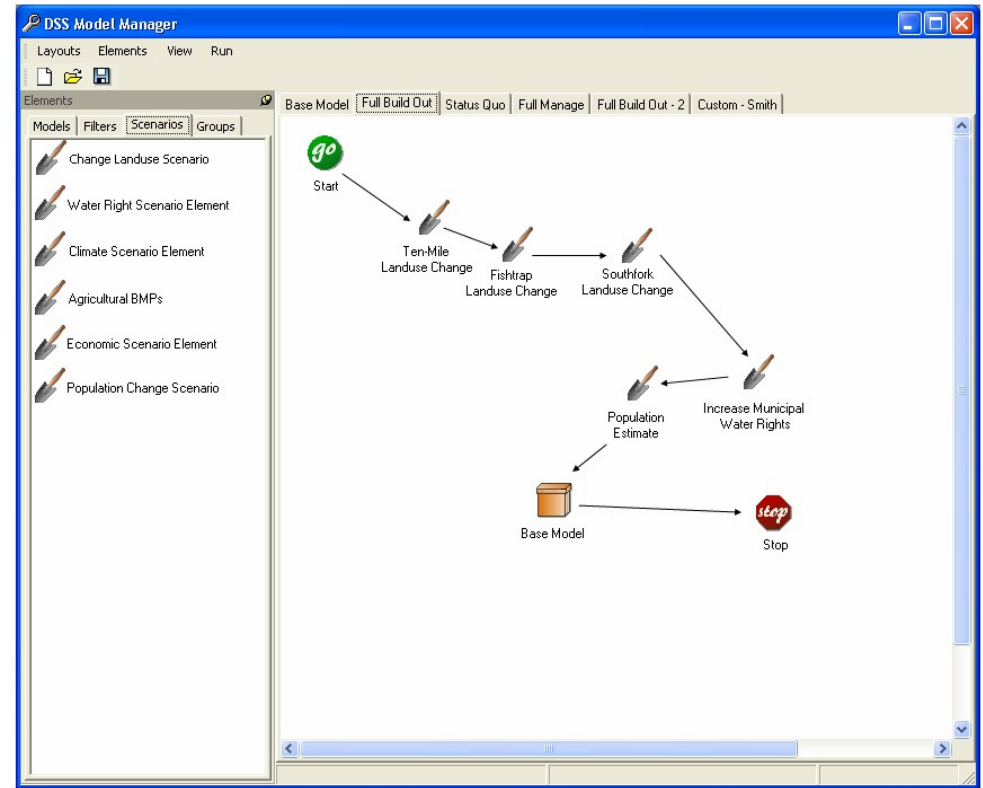 DSS Model Manager
Layouts Elements View Run
Elements
Models Filters Scenarios Groups
Change Landuse Scenario
Water Right Scenario Element
Climate Scenario Element
Agricultural BMPs
Economic Scenario Element
Population Change Scenario
Base Model Full Build Out Status Quo Full Manage Full Build Out - 2 Custom - Smith
go
Start
Ten-Mile
Landuse Change
Fishtrap
Landuse Change
Southfork
Landuse Change
Increase Municipal
Water Rights
Population
Estimate
Base Model
stop
Stop